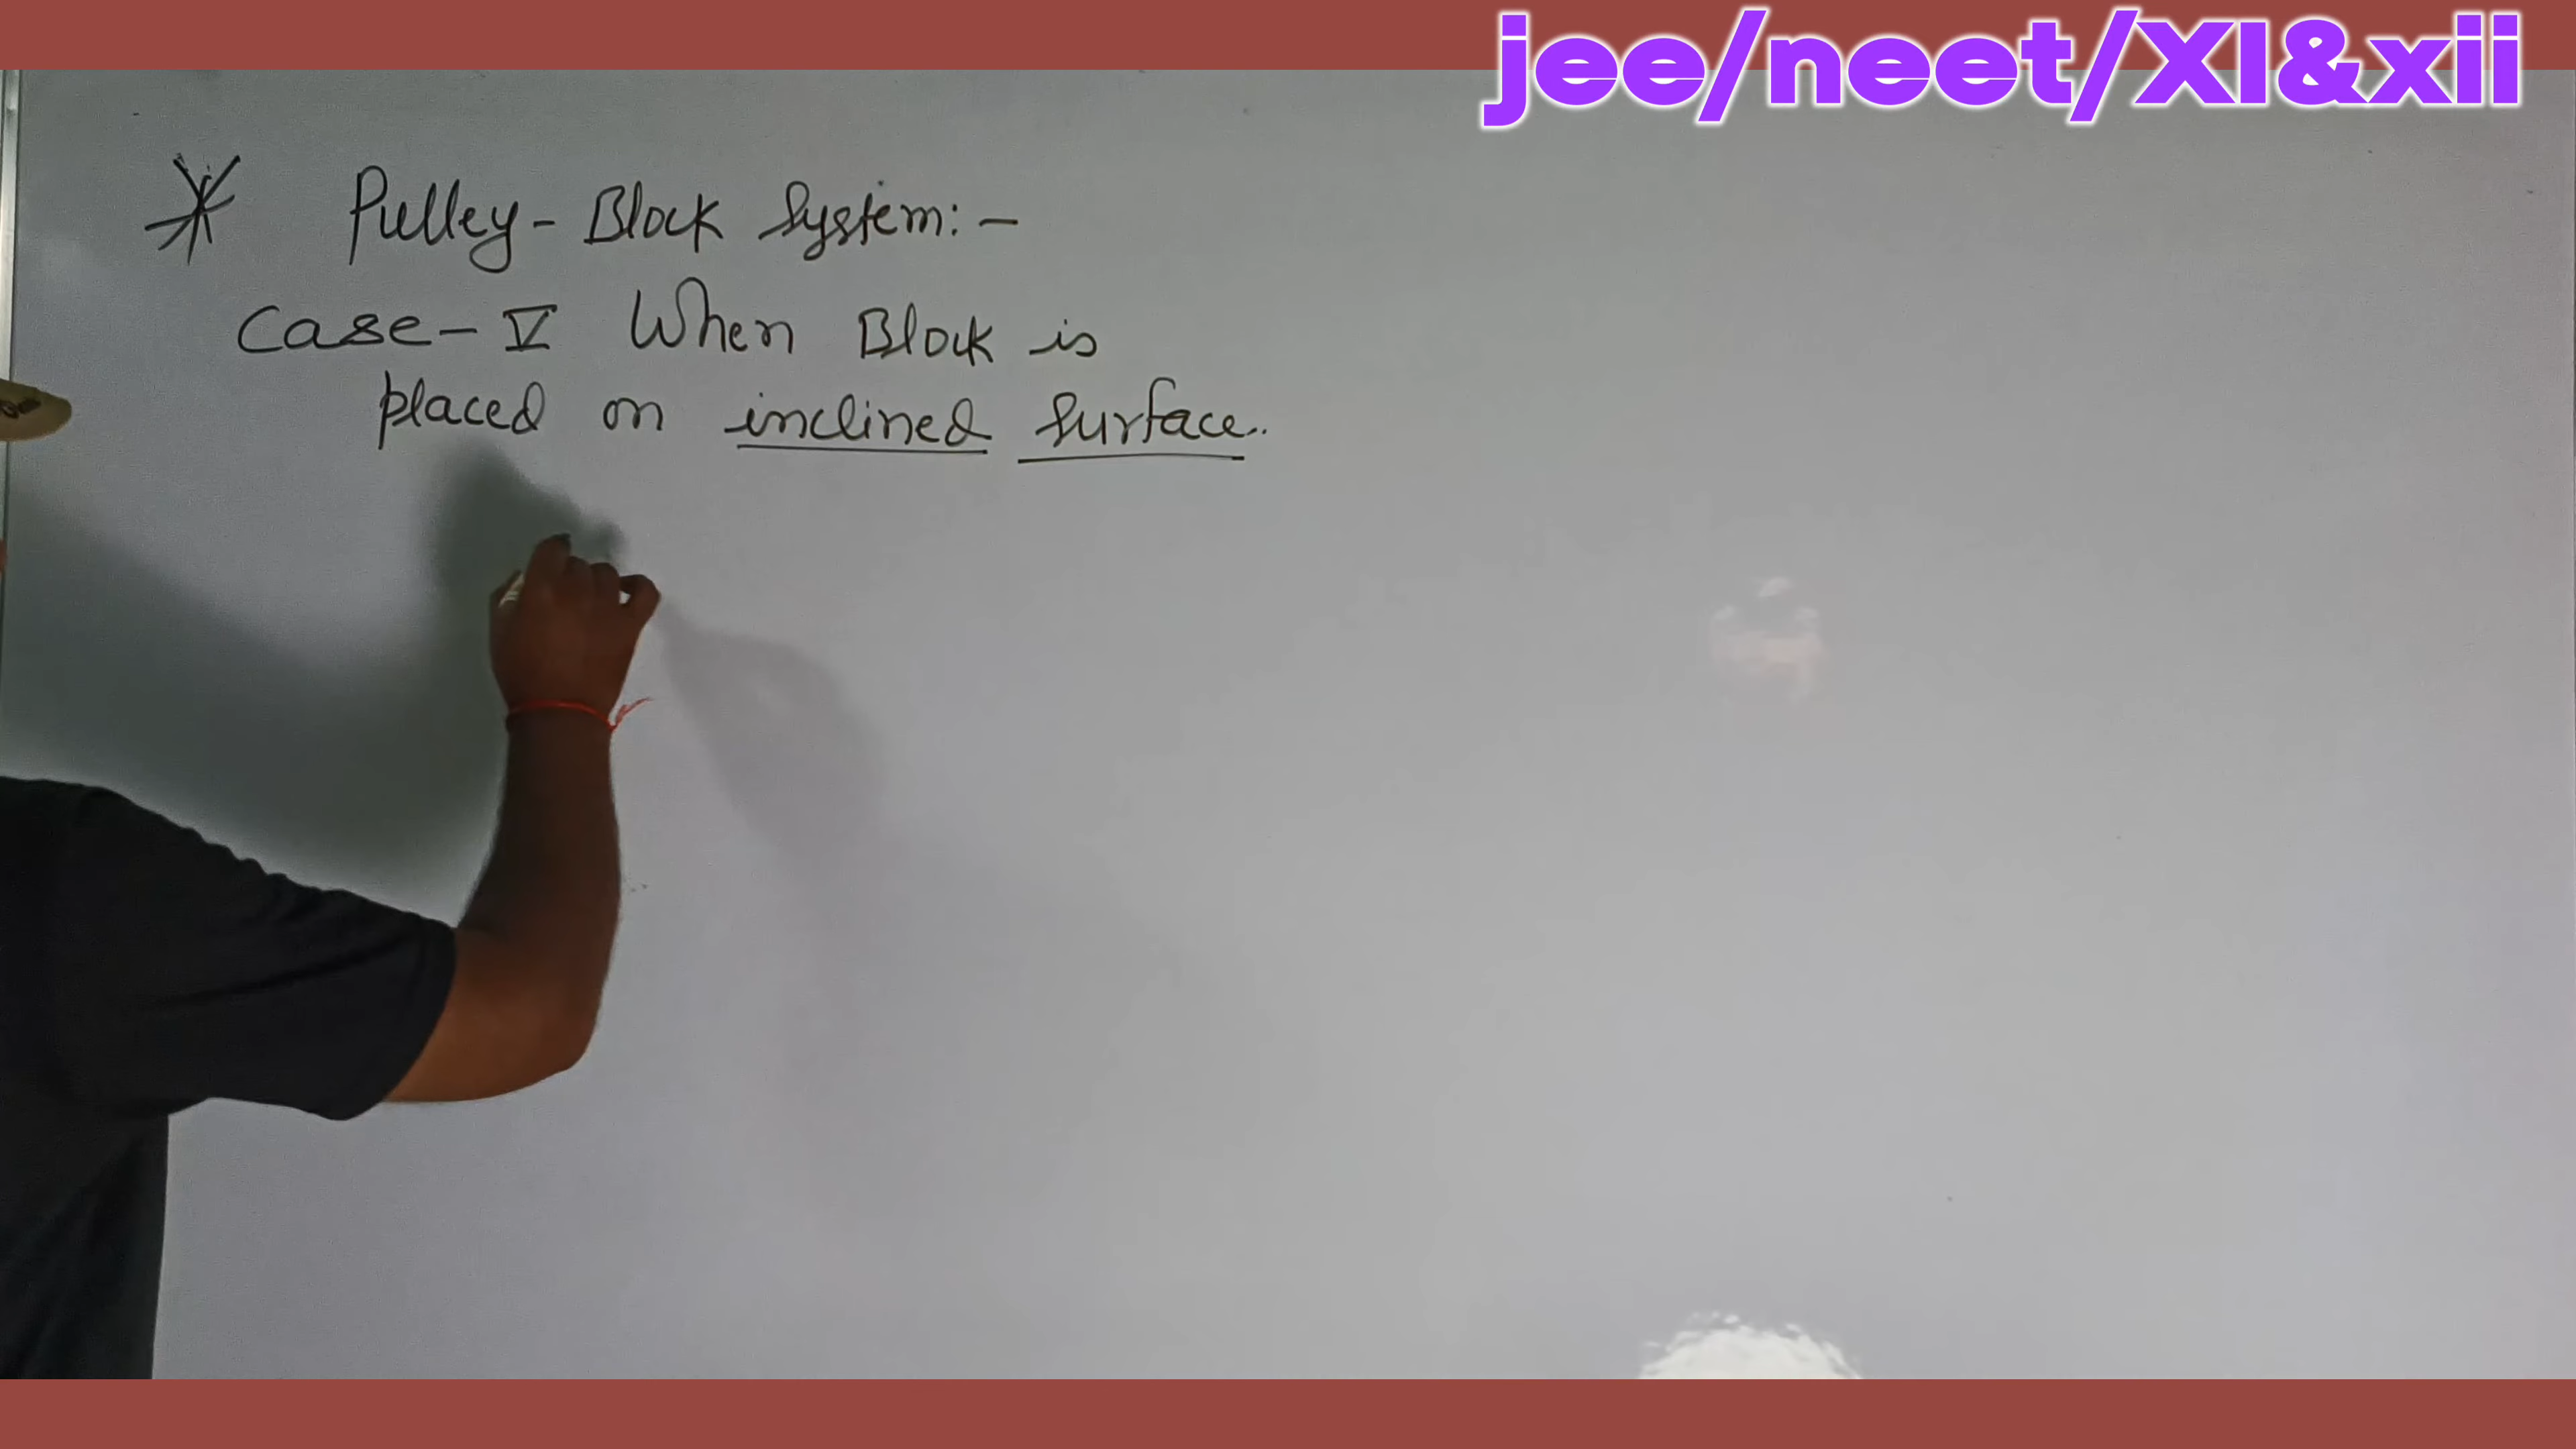 jee/neet/XI&xii
Pulley-Block System:-
Case-V When Block is
placed on inclined surface..